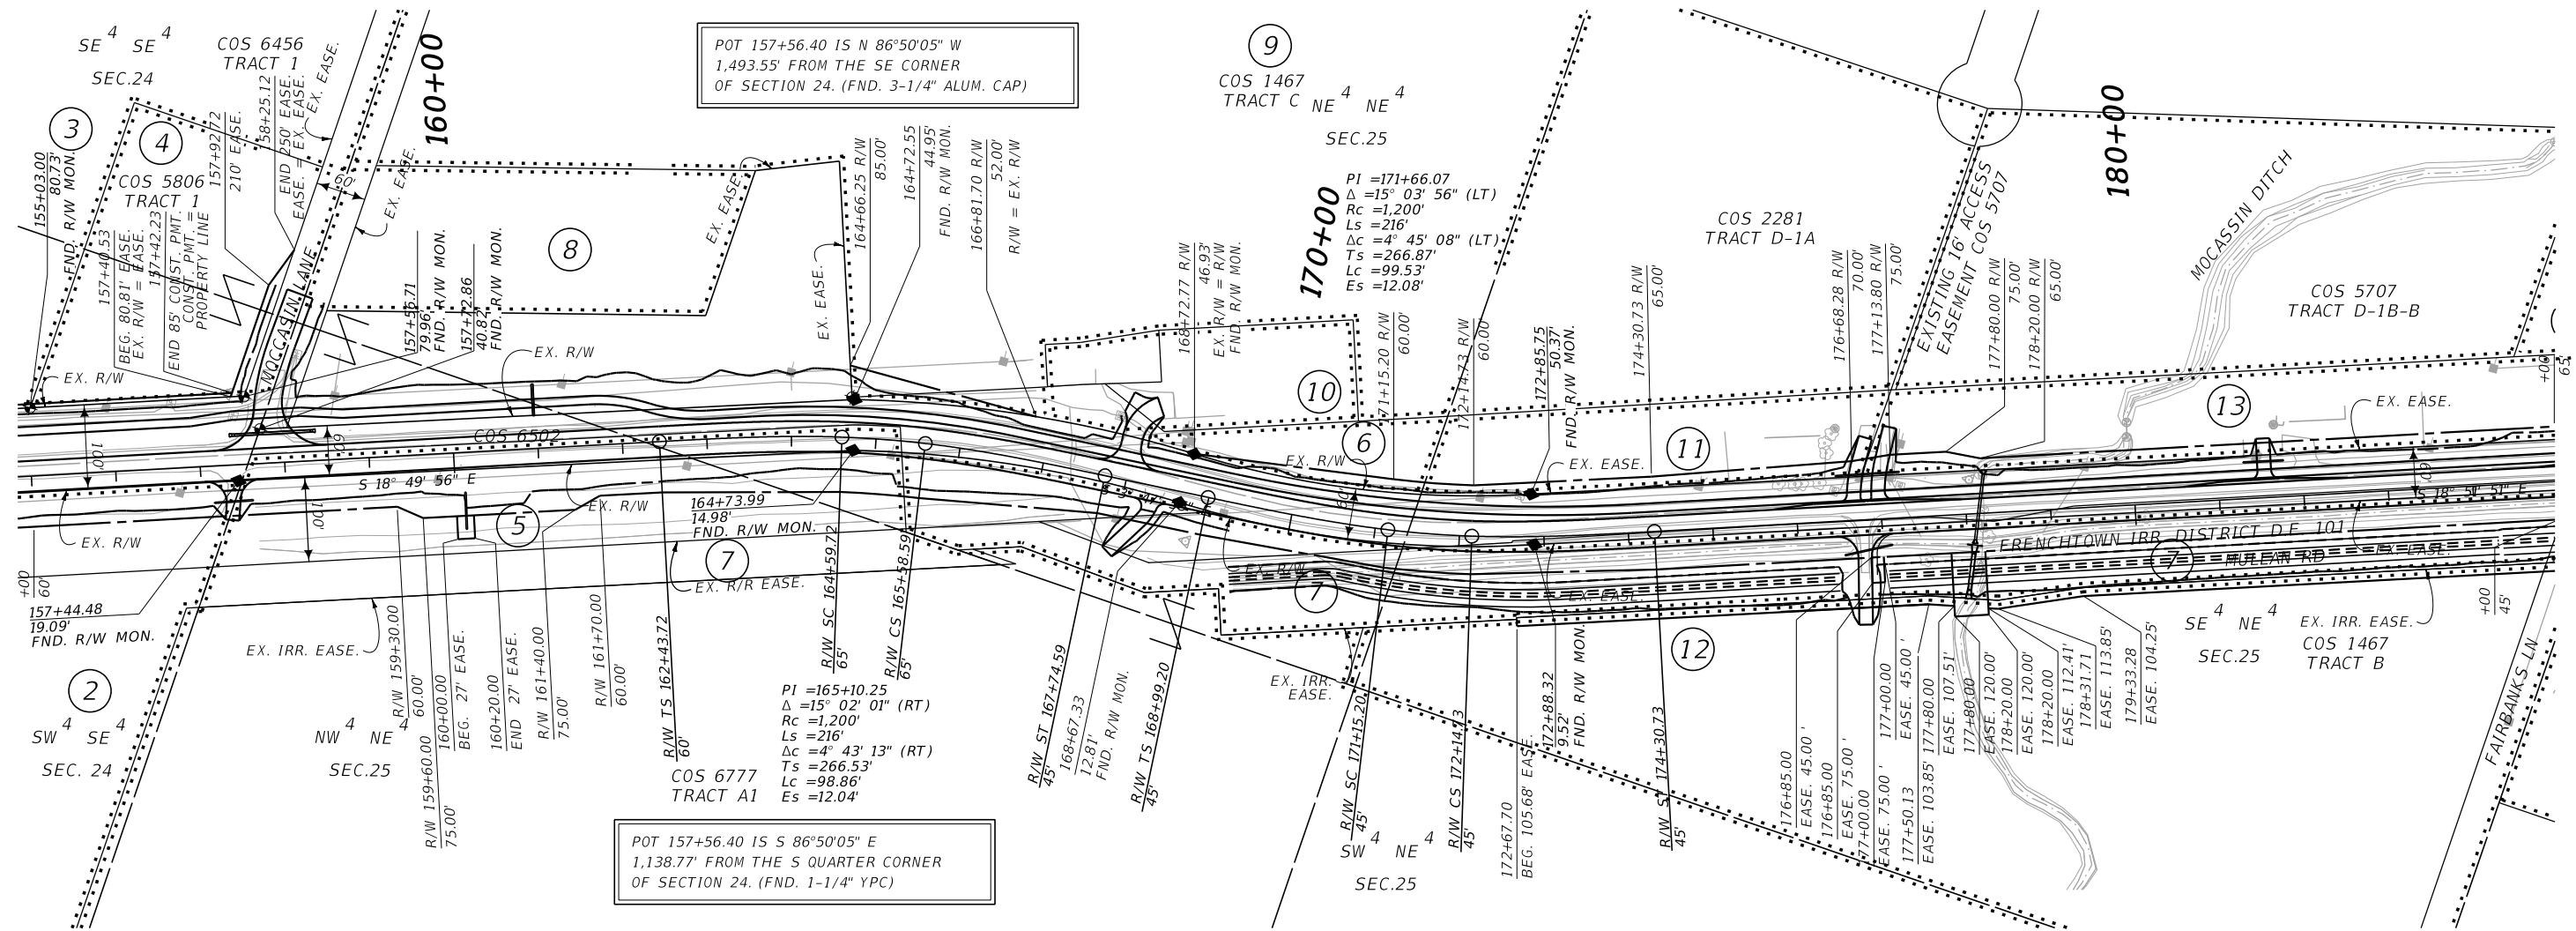 SE 4 SE 4
SEC.24
COS 6456
TRACT 1
3
4
COS 5806
TRACT 1
155+03.00
80.73'
FND. R/W MON.
157+40.53
BEG. 80.81' EASE.
EX. R/W = EASE.
157+42.23
END 85' CONST. PMT.
CONST. PMT. =
PROPERTY LINE
157+92.72
210' EASE.
158+25.12
END 250' EASE.
EASE. = EX. EASE.
EX. EASE.
EX. EASE.
60'
160+00
MOCCASIN LANE
79.96'
FND. R/W MON.
157+72.86
40.87'
FND. R/W MON.
8
POT 157+56.40 IS N 86°50'05" W
1,493.55' FROM THE SE CORNER
OF SECTION 24. (FND. 3-1/4" ALUM. CAP)
EX. EASE.
EX. EASE.
164+66.25 R/W
85.00'
164+72.55
44.95'
FND. R/W MON.
166+81.70 R/W
52.00'
R/W = EX. R/W
9
COS 1467
TRACT C
NE 4 NE 4
SEC.25
170+00
PI =171+66.07
Δ =15° 03' 56" (LT)
Rc =1,200'
Ls =216'
Δc =4° 45' 08" (LT)
Ts =266.87'
Lc =99.53'
Es =12.08'
168+72.77 R/W
46.93'
EX. R/W = R/W
FND. R/W MON.
71+15.20 R/W
60.00'
172+14.73 R/W
60.00'
172+85.75
50.37'
FND. R/W MON.
174+30.73 R/W
65.00'
COS 2281
TRACT D-1A
176+68.28 R/W
70.00'
177+13.80 R/W
75.00'
EXISTING 16' ACCESS
EASEMENT COS 5707
177+80.00 R/W
75.00'
178+20.00 R/W
65.00'
180+00
MOCASSIN DITCH
COS 5707
TRACT D-1B-B
+00
65'
EX. R/W
EX. R/W
COS 6502
100'
60'
S 18° 49' 56" E
EX. R/W
EX. R/W
100'
5
10
6
EX. R/W
EX. EASE.
11
13
EX. EASE.
60'
80'
S 18° 51' 51" E
FRENCHTOWN IRR. DISTRICT D.E. 101
MULLAN RD
EX. EASE.
7
7
7
EX. R/W
EX. EASE.
EX. R/R EASE.
164+73.99
14.98'
FND. R/W MON.
+00
60'
157+44.48
19.09'
FND. R/W MON.
EX. IRR. EASE.
2
SW 4 SE 4
SEC. 24
NW 4 NE 4
SEC.25
R/W 159+30.00
60.00'
R/W 159+60.00
75.00'
160+00.00
BEG. 27' EASE.
160+20.00
END 27' EASE.
R/W 161+40.00
75.00'
R/W 161+70.00
60.00'
R/W TS 162+43.72
60'
R/W SC 164+59.72
65'
R/W CS 165+58.59
65'
COS 6777
TRACT A1
PI =165+10.25
Δ =15° 02' 01" (RT)
Rc =1,200'
Ls =216'
Δc =4° 43' 13" (RT)
Ts =266.53'
Lc =98.86'
Es =12.04'
POT 157+56.40 IS S 86°50'05" E
1,138.77' FROM THE S QUARTER CORNER
OF SECTION 24. (FND. 1-1/4" YPC)
R/W ST 167+74.59
45'
168+67.33
12.81'
FND. R/W MON.
R/W TS 168+99.20
45'
EX. IRR.
EASE.
R/W SC 171+15.20
45'
R/W CS 172+14.73
45'
SW 4 NE 4
SEC.25
172+67.70
BEG. 105.68' EASE.
172+88.32
9.52'
FND. R/W MON.
R/W ST 174+30.73
45'
12
176+85.00
EASE. 45.00 '
176+85.00
EASE. 75.00 '
77+00.00
EASE. 75.00 '
177+00.00
EASE. 45.00 '
177+50.13
EASE. 103.85'
177+80.00
EASE. 107.51'
177+80.00
EASE. 120.00'
178+20.00
EASE. 120.00'
178+20.00
EASE. 112.41'
178+31.71
EASE. 113.85'
179+33.28
EASE. 104.25'
SE 4 NE 4
SEC.25
EX. IRR. EASE.
COS 1467
TRACT B
+00
45'
FAIRBANKS LN